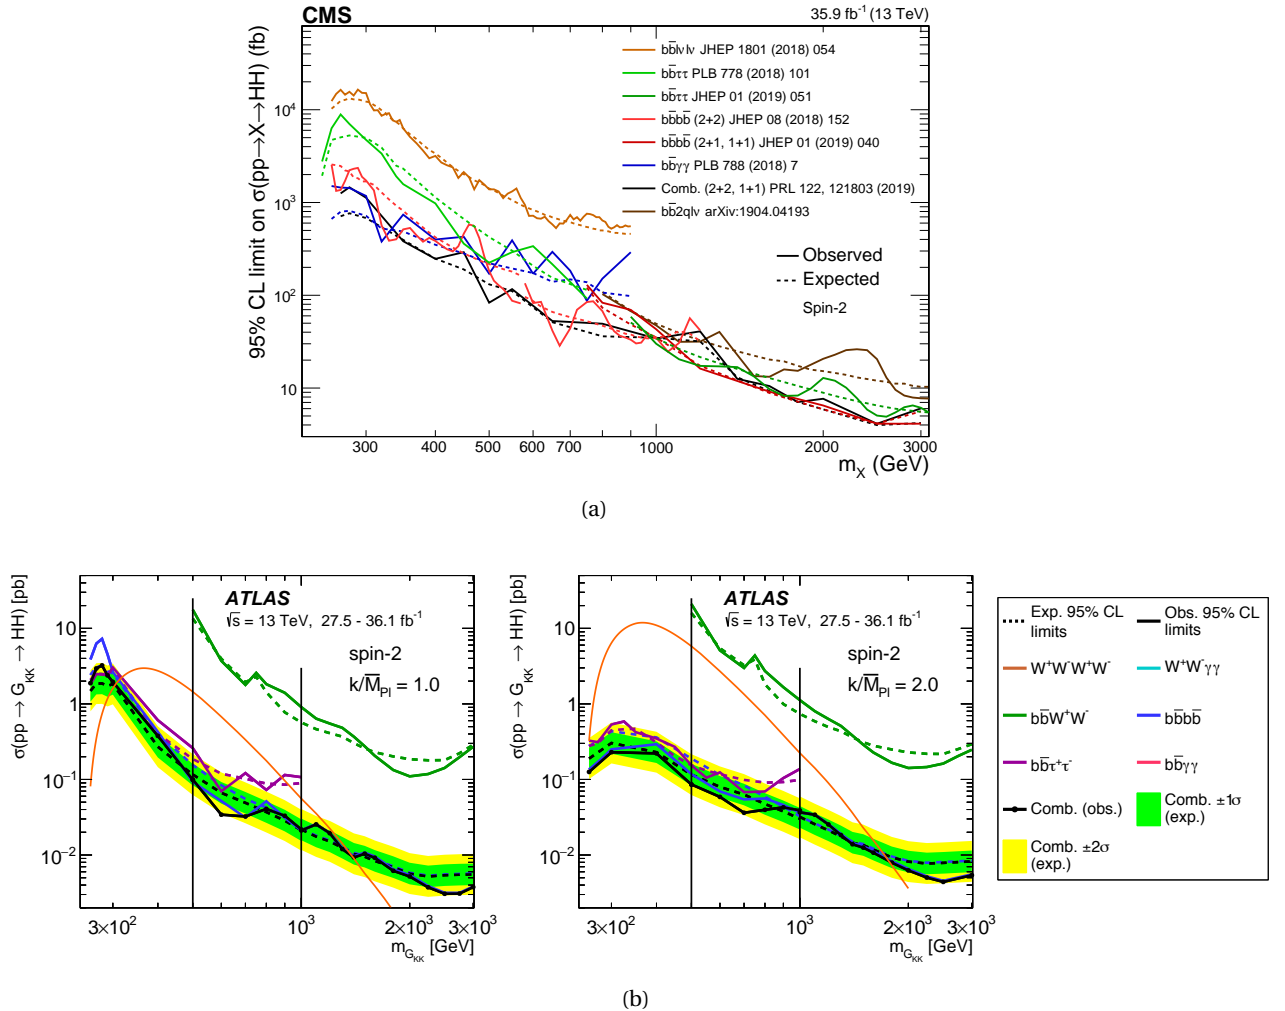 CMS
35.9 fb⁻¹ (13 TeV)
95% CL limit on σ(pp→X→HH) (fb)
10⁴
10³
10²
10
bb̄lνlν JHEP 1801 (2018) 054
bb̄ττ PLB 778 (2018) 101
bb̄ττ JHEP 01 (2019) 051
bb̄bb̄ (2+2) JHEP 08 (2018) 152
bb̄bb̄ (2+1, 1+1) JHEP 01 (2019) 040
bb̄γγ PLB 788 (2018) 7
Comb. (2+2, 1+1) PRL 122, 121803 (2019)
bb̄2qlν arXiv:1904.04193
Observed
Expected
Spin-2
300 400 500 600 700 1000 2000 3000
m_X (GeV)
(a)
σ(pp → G_KK → HH) [pb]
10
1
10⁻¹
10⁻²
ATLAS
√s = 13 TeV, 27.5 - 36.1 fb⁻¹
spin-2
k/M̄_Pl = 1.0
3×10² 10³ 2×10³ 3×10³
m_G_KK [GeV]
σ(pp → G_KK → HH) [pb]
10
1
10⁻¹
10⁻²
ATLAS
√s = 13 TeV, 27.5 - 36.1 fb⁻¹
spin-2
k/M̄_Pl = 2.0
3×10² 10³ 2×10³ 3×10³
m_G_KK [GeV]
Exp. 95% CL limits
Obs. 95% CL limits
W⁺W⁻W⁺W⁻
W⁺W⁻γγ
bb̄W⁺W⁻
bb̄bb̄
bb̄τ⁺τ⁻
bb̄γγ
Comb. (obs.)
Comb. ±1σ (exp.)
Comb. ±2σ (exp.)
(b)